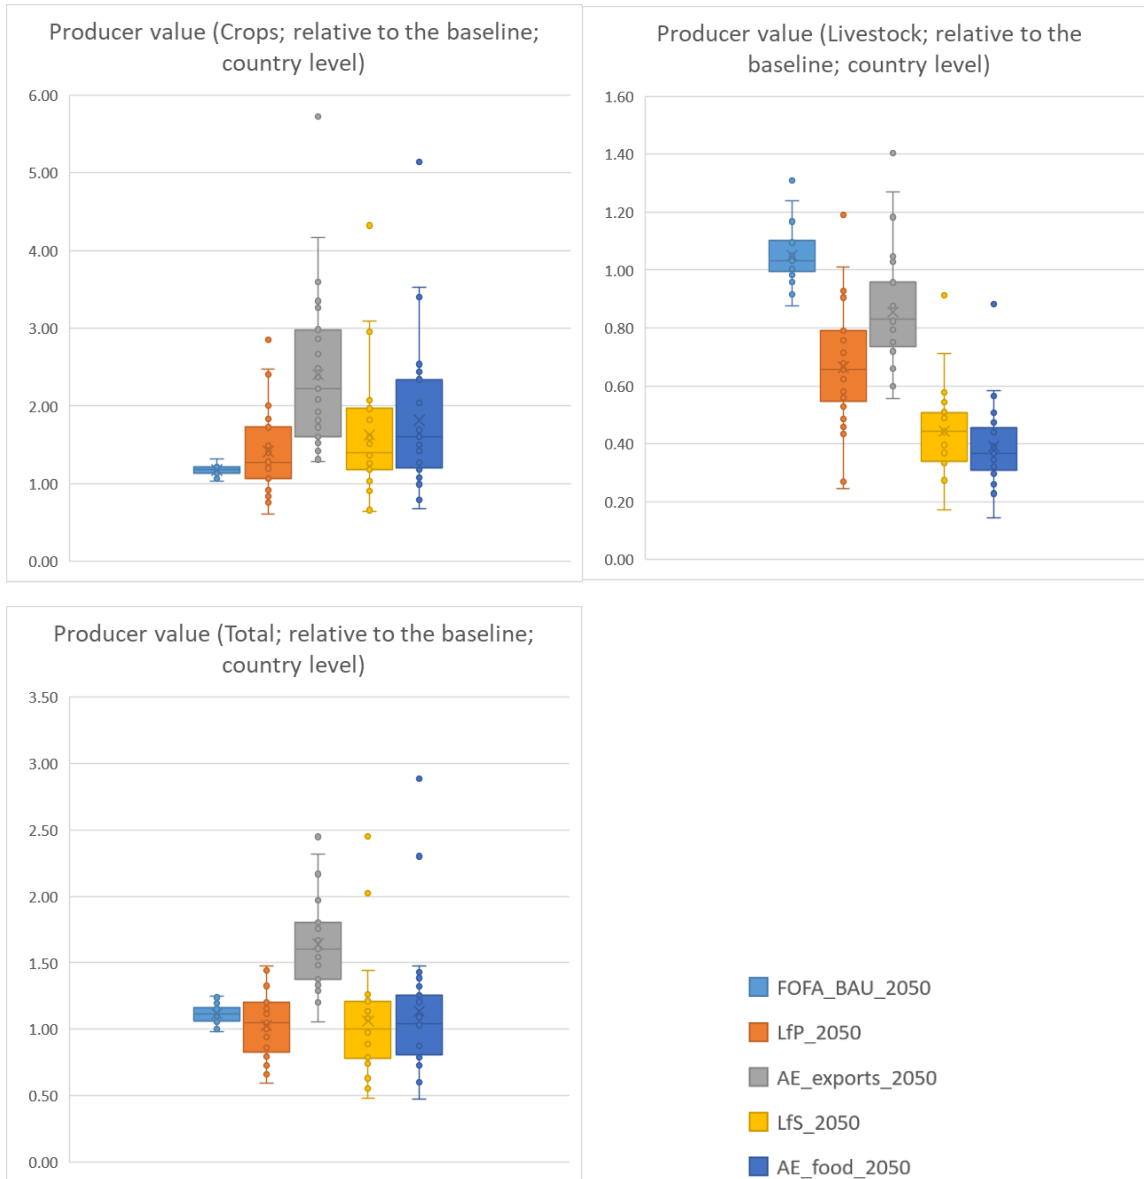 Producer value (Crops; relative to the baseline;
country level)
6.00
5.00
4.00
3.00
2.00
1.00
0.00
Producer value (Livestock; relative to the
baseline; country level)
1.60
1.40
1.20
1.00
0.80
0.60
0.40
0.20
0.00
Producer value (Total; relative to the baseline;
country level)
3.50
3.00
2.50
2.00
1.50
1.00
0.50
0.00
FOFA_BAU_2050
LfP_2050
AE_exports_2050
LfS_2050
AE_food_2050